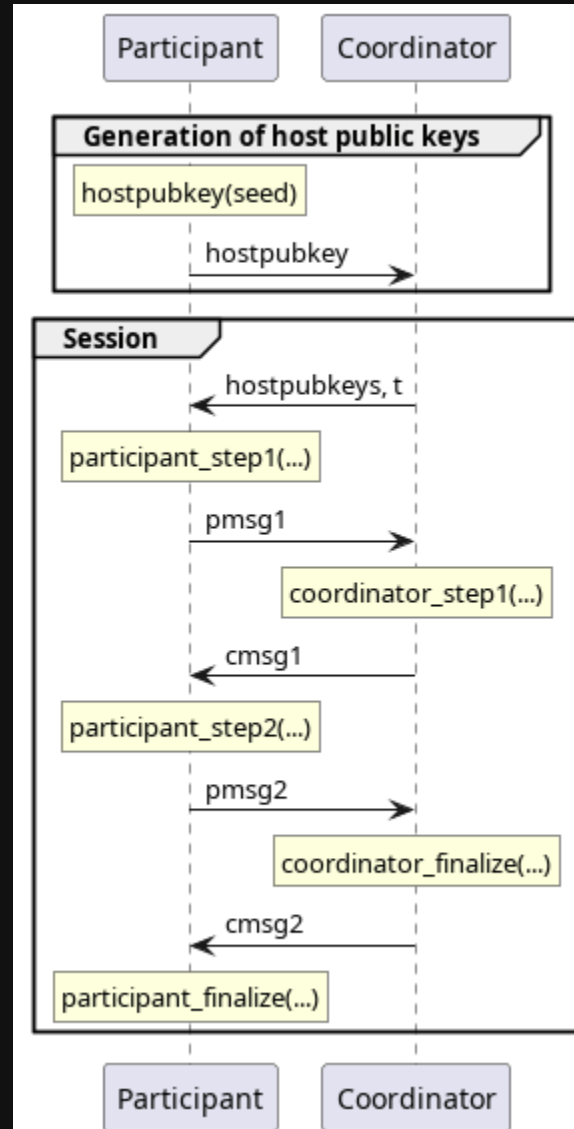 Participant Coordinator
Generation of host public keys
hostpubkey(seed)
hostpubkey
Session
hostpubkeys, t
participant_step1(...)
pmsg1
coordinator_step1(...)
cmsg1
participant_step2(...)
pmsg2
coordinator_finalize(...)
cmsg2
participant_finalize(...)
Participant Coordinator